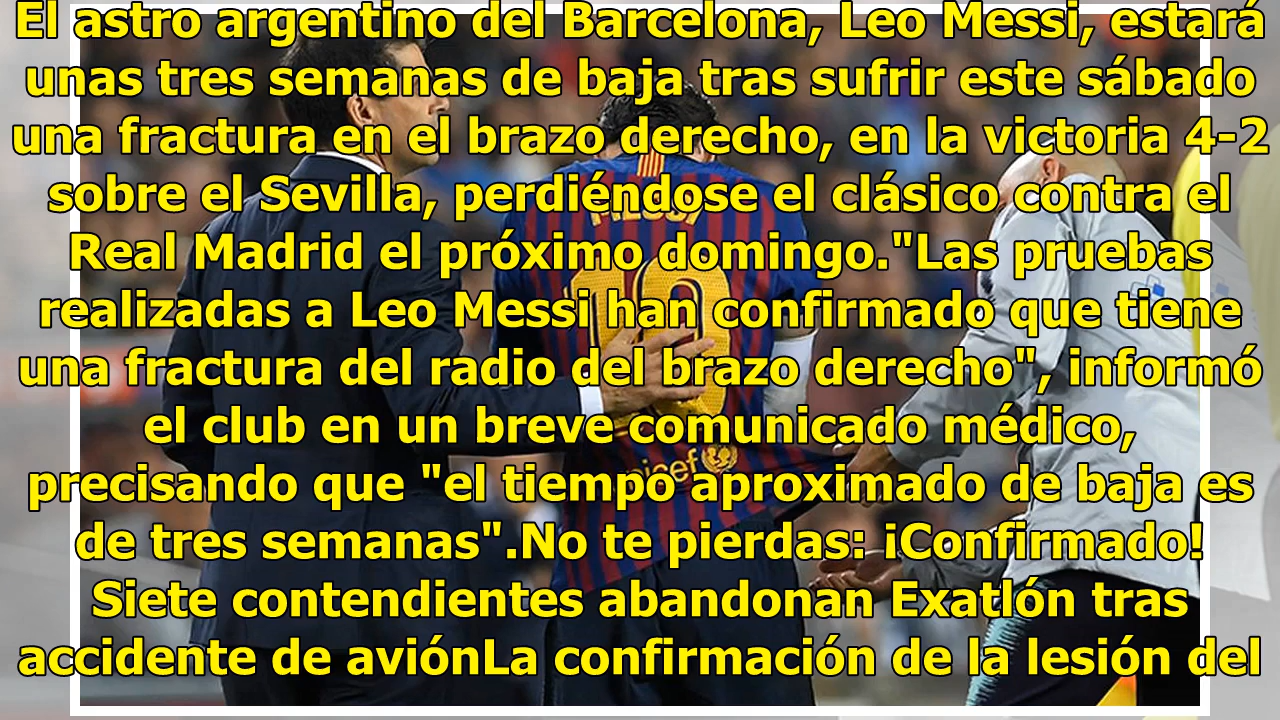 El astro argentino del Barcelona, Leo Messi, estará
unas tres semanas de baja tras sufrir este sábado
una fractura en el brazo derecho, en la victoria 4-2
sobre el Sevilla, perdiéndose el clásico contra el
Real Madrid el próximo domingo."Las pruebas
realizadas a Leo Messi han confirmado que tiene
una fractura del radio del brazo derecho", informó
el club en un breve comunicado médico,
precisando que "el tiempo aproximado de baja es
de tres semanas".No te pierdas: ¡Confirmado!
Siete contendientes abandonan Exatlón tras
accidente de aviónLa confirmación de la lesión del
MESSI
10
unicef